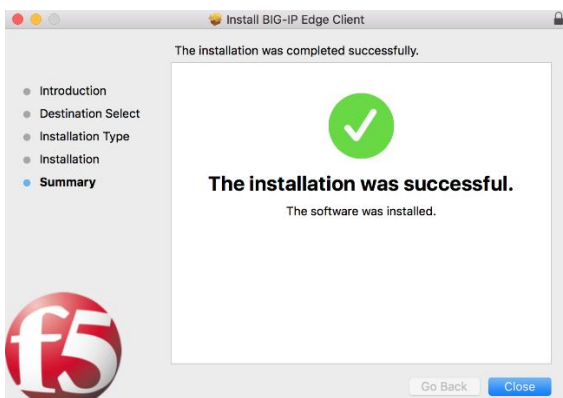 Install BIG-IP Edge Client
The installation was completed successfully.
Introduction
Destination Select
Installation Type
Installation
Summary
The installation was successful.
The software was installed.
f5
Go Back
Close